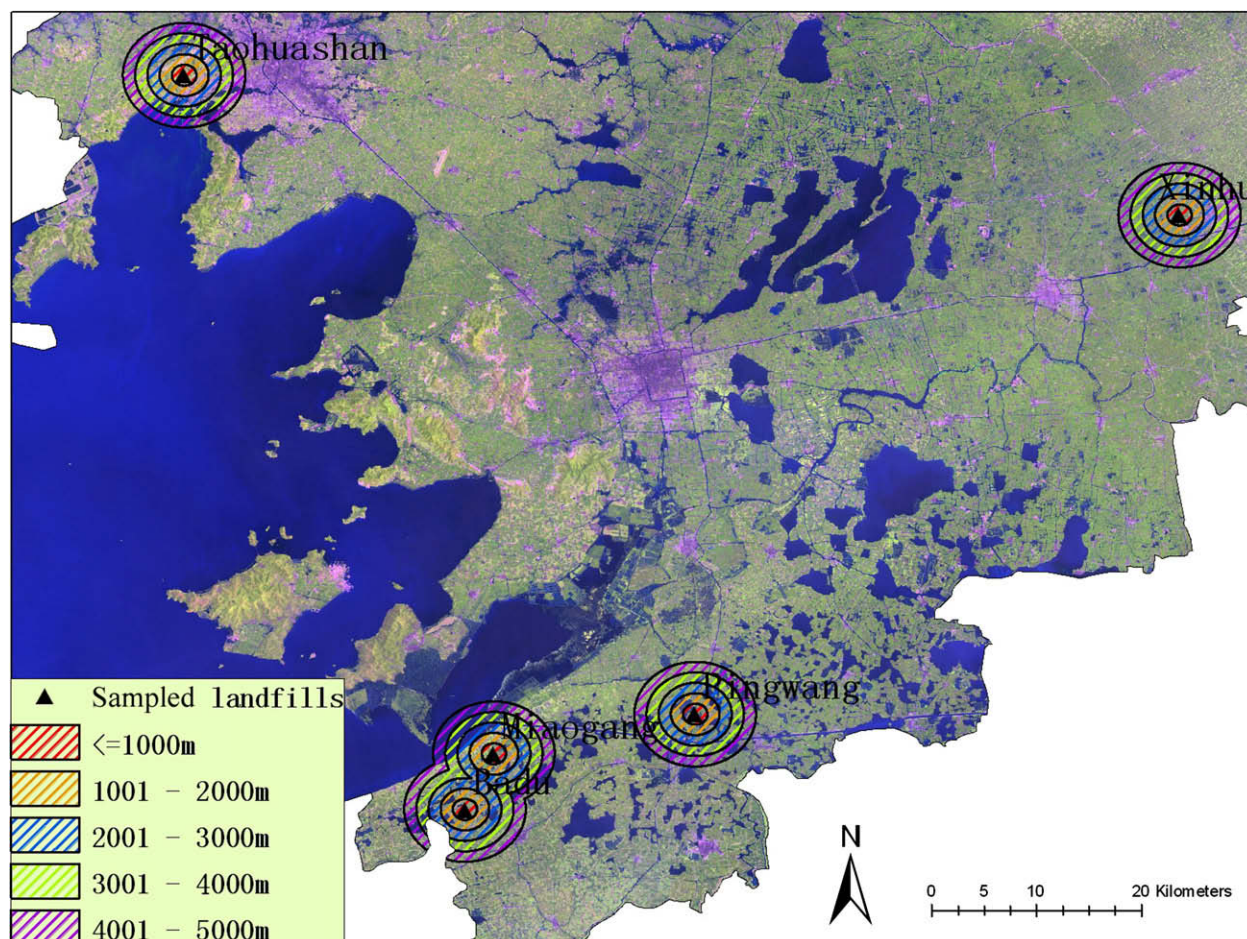 Taohuashan
Xinhu
Pingwang
Miaogang
Badu
Sampled landfills
<=1000m
1001 - 2000m
2001 - 3000m
3001 - 4000m
4001 - 5000m
N
0 5 10 20 Kilometers